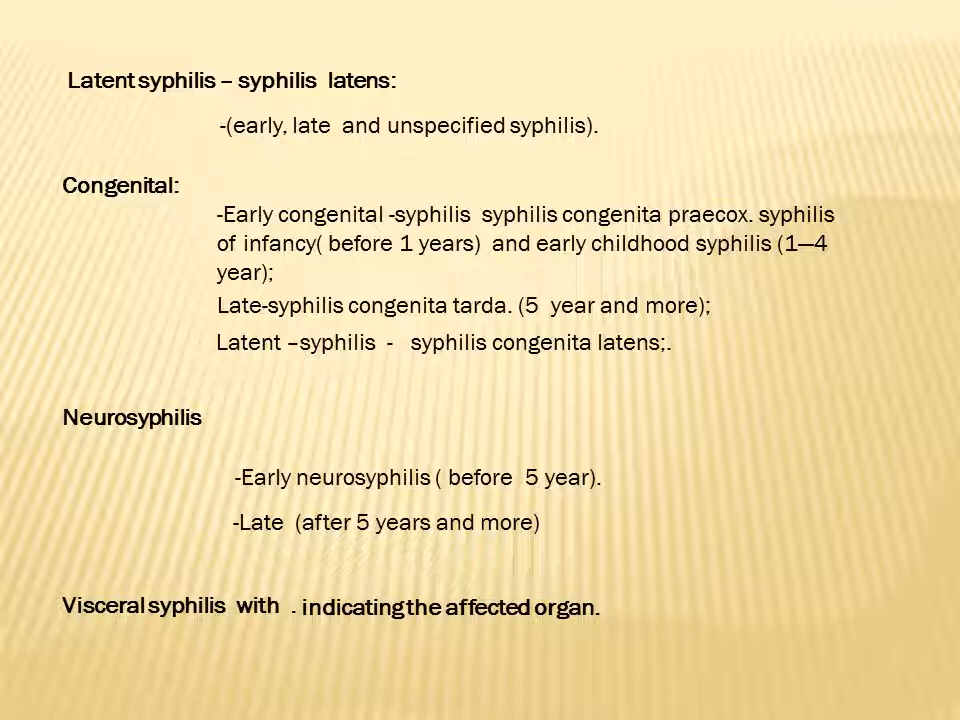 Latent syphilis – syphilis latens:
-(early, late and unspecified syphilis).
Congenital:
-Early congenital -syphilis syphilis congenita praecox. syphilis
of infancy( before 1 years) and early childhood syphilis (1—4
year);
Late-syphilis congenita tarda. (5 year and more);
Latent –syphilis - syphilis congenita latens;.
Neurosyphilis
-Early neurosyphilis ( before 5 year).
-Late (after 5 years and more)
Visceral syphilis with . indicating the affected organ.